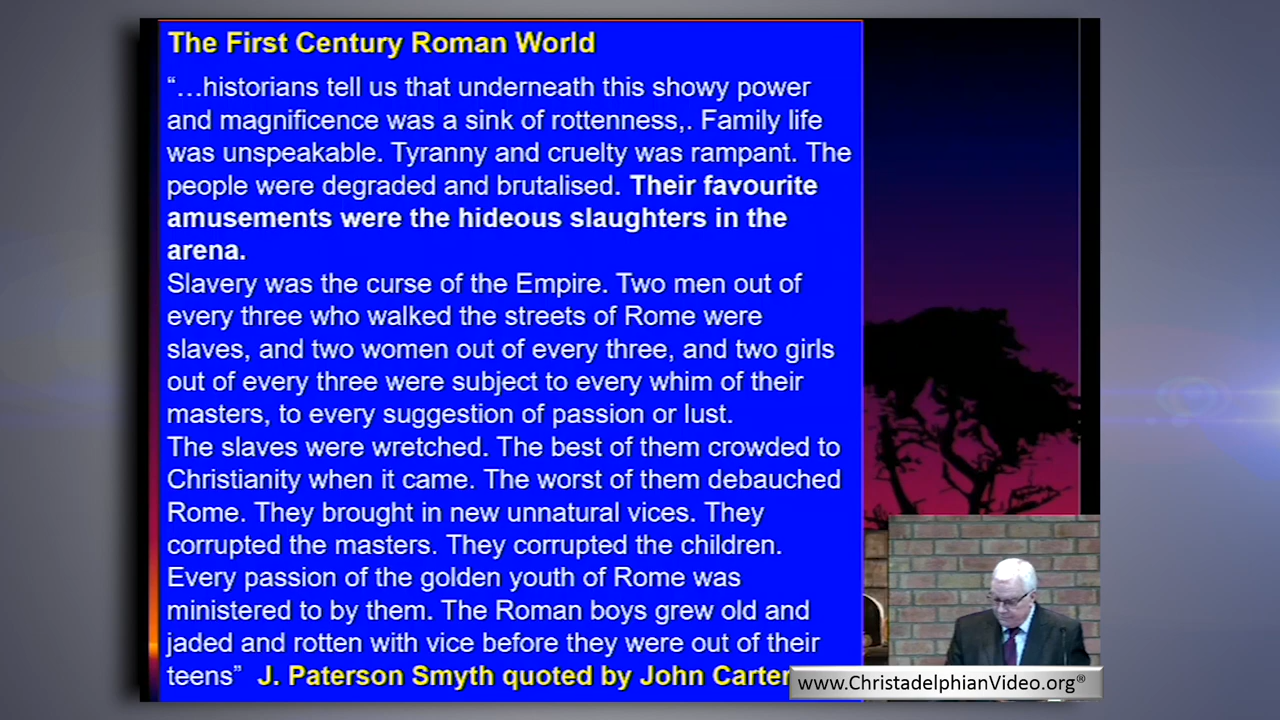 The First Century Roman World
“…historians tell us that underneath this showy power
and magnificence was a sink of rottenness,. Family life
was unspeakable. Tyranny and cruelty was rampant. The
people were degraded and brutalised. Their favourite
amusements were the hideous slaughters in the
arena.
Slavery was the curse of the Empire. Two men out of
every three who walked the streets of Rome were
slaves, and two women out of every three, and two girls
out of every three were subject to every whim of their
masters, to every suggestion of passion or lust.
The slaves were wretched. The best of them crowded to
Christianity when it came. The worst of them debauched
Rome. They brought in new unnatural vices. They
corrupted the masters. They corrupted the children.
Every passion of the golden youth of Rome was
ministered to by them. The Roman boys grew old and
jaded and rotten with vice before they were out of their
teens” J. Paterson Smyth quoted by John Carter
www.ChristadelphianVideo.org®